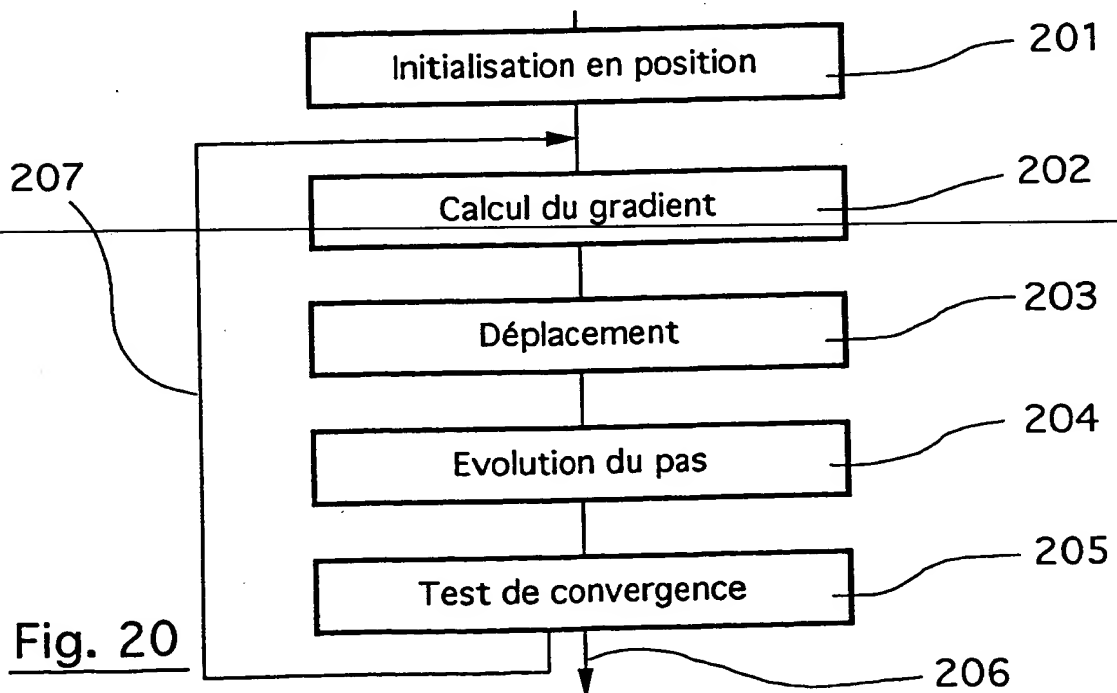 Initialisation en position
201
207
Calcul du gradient
202
Déplacement
203
Evolution du pas
204
Test de convergence
205
Fig. 20
206